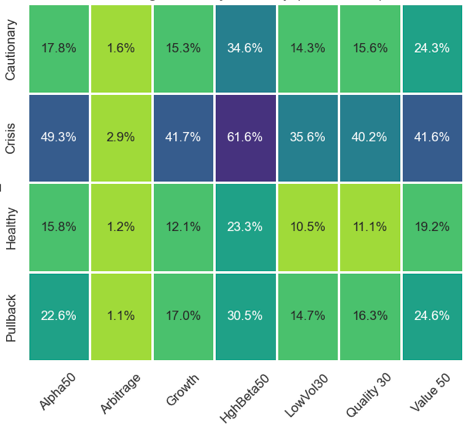 Cautionary 17.8% 1.6% 15.3% 34.6% 14.3% 15.6% 24.3%
Crisis 49.3% 2.9% 41.7% 61.6% 35.6% 40.2% 41.6%
Healthy 15.8% 1.2% 12.1% 23.3% 10.5% 11.1% 19.2%
Pullback 22.6% 1.1% 17.0% 30.5% 14.7% 16.3% 24.6%
Alpha50 Arbitrage Growth HghBeta50 LowVol30 Quality 30 Value 50